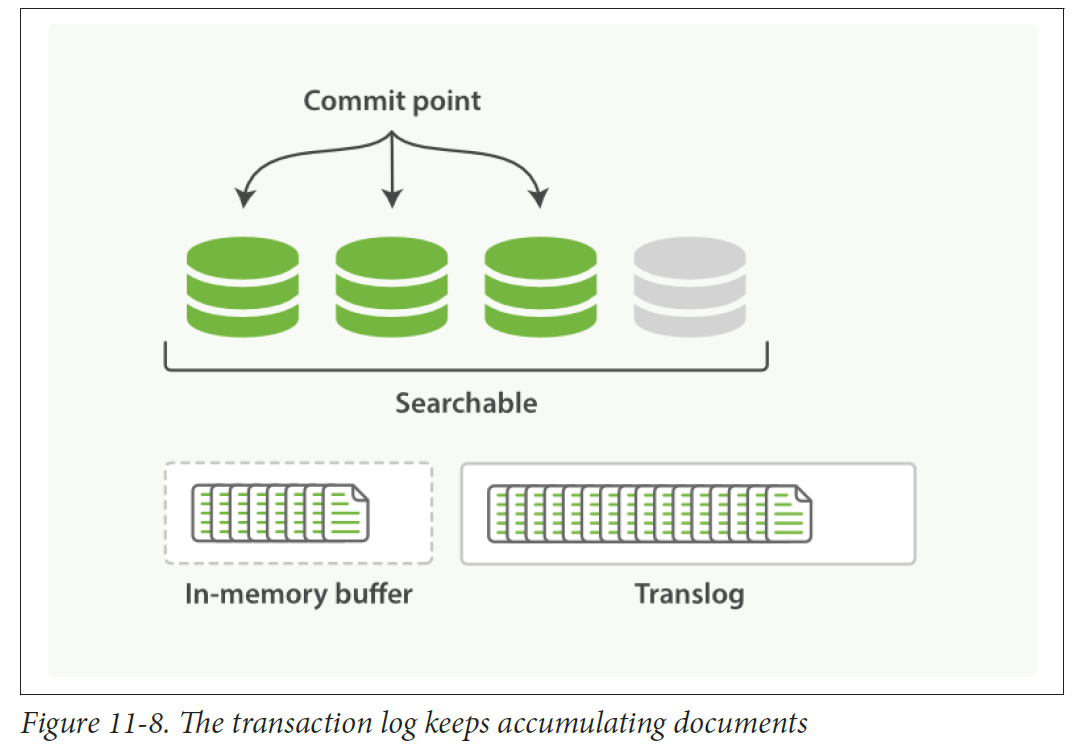 Commit point
Searchable
In-memory buffer
Translog
Figure 11-8. The transaction log keeps accumulating documents